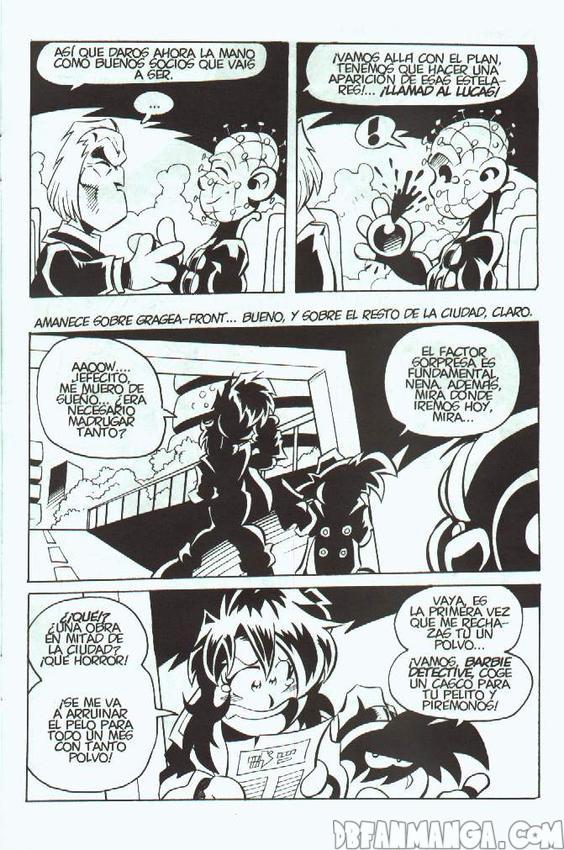 ASÍ QUE DAROS AHORA LA MANO
COMO BUENOS SOCIOS QUE VAIS
A SER.
...
¡VAMOS ALLÁ CON EL PLAN,
TENEMOS QUE HACER UNA
APARICIÓN DE ESAS ESTELA-
RES!... ¡LLAMAD AL LUCAS!
!
AMANECE SOBRE GRAGEA-FRONT... BUENO, Y SOBRE EL RESTO DE LA CIUDAD, CLARO.
AAOOW....
JEFECITO,
ME MUERO DE
SUEÑO... ¿ERA
NECESARIO
MADRUGAR
TANTO?
EL FACTOR
SORPRESA ES
FUNDAMENTAL,
NENA. ADEMÁS,
MIRA DÓNDE
IREMOS HOY,
MIRA...
¡¿QUÉ!?
¿UNA OBRA
EN MITAD DE
LA CIUDAD?
¡QUÉ HORROR!
¡SE ME VA
A ARRUINAR
EL PELO PARA
TODO UN MES
CON TANTO
POLVO!
VAYA, ES
LA PRIMERA VEZ
QUE ME RECHA-
ZAS TÚ UN
POLVO...
¡VAMOS, BARBIE
DETECTIVE, COGE
UN CASCO PARA
TU PELITO Y
PIRÉMONOS!
DBFANMANGA.COM